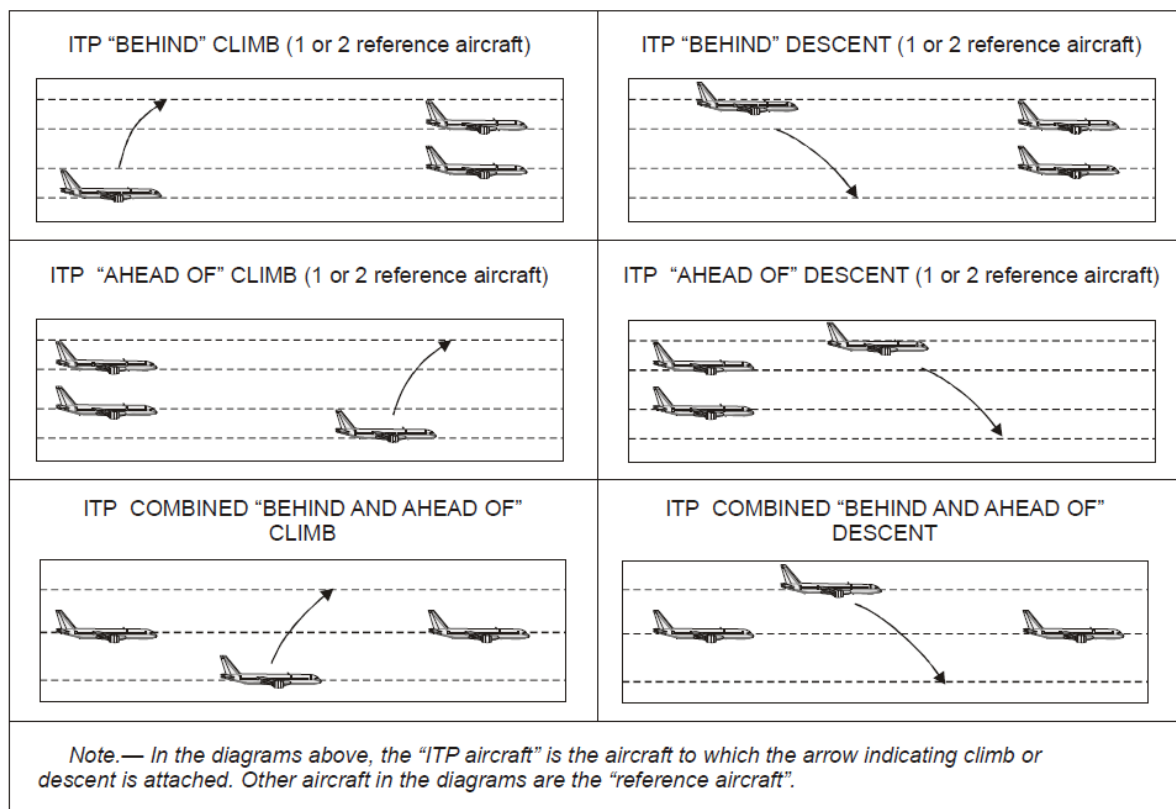 ITP “BEHIND” CLIMB (1 or 2 reference aircraft)
ITP “BEHIND” DESCENT (1 or 2 reference aircraft)
ITP “AHEAD OF” CLIMB (1 or 2 reference aircraft)
ITP “AHEAD OF” DESCENT (1 or 2 reference aircraft)
ITP COMBINED “BEHIND AND AHEAD OF”
CLIMB
ITP COMBINED “BEHIND AND AHEAD OF”
DESCENT
Note.— In the diagrams above, the “ITP aircraft” is the aircraft to which the arrow indicating climb or
descent is attached. Other aircraft in the diagrams are the “reference aircraft”.